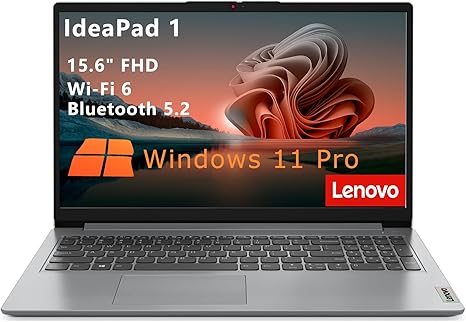 IdeaPad 1
15.6" FHD
Wi-Fi 6
Bluetooth 5.2
Windows 11 Pro
Lenovo